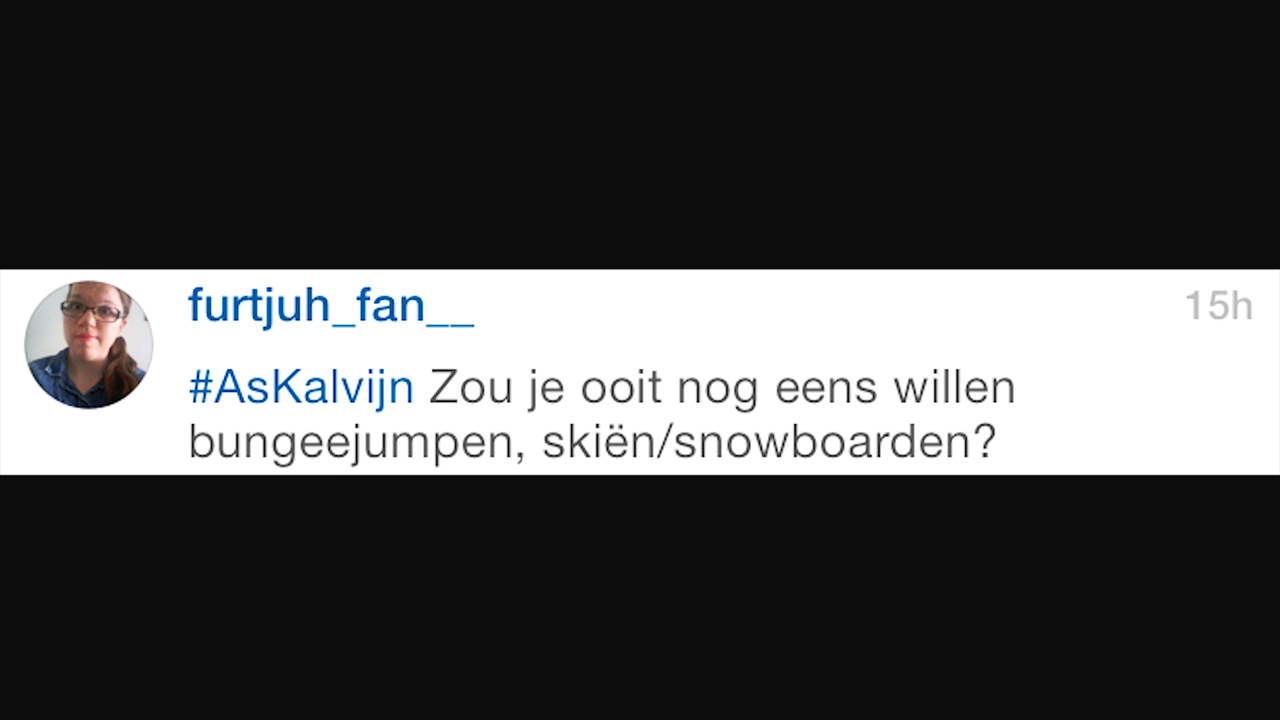 furtjuh_fan__ 15h
#AsKalvijn Zou je ooit nog eens willen
bungeejumpen, skiën/snowboarden?